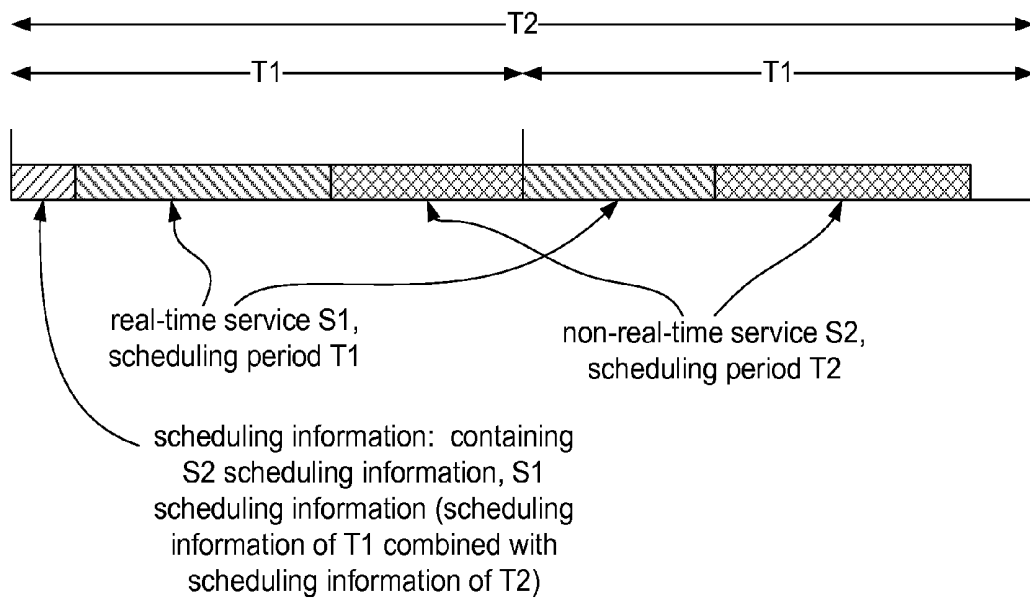 T2
T1
T1
real-time service S1,
scheduling period T1
non-real-time service S2,
scheduling period T2
scheduling information: containing
S2 scheduling information, S1
scheduling information (scheduling
information of T1 combined with
scheduling information of T2)